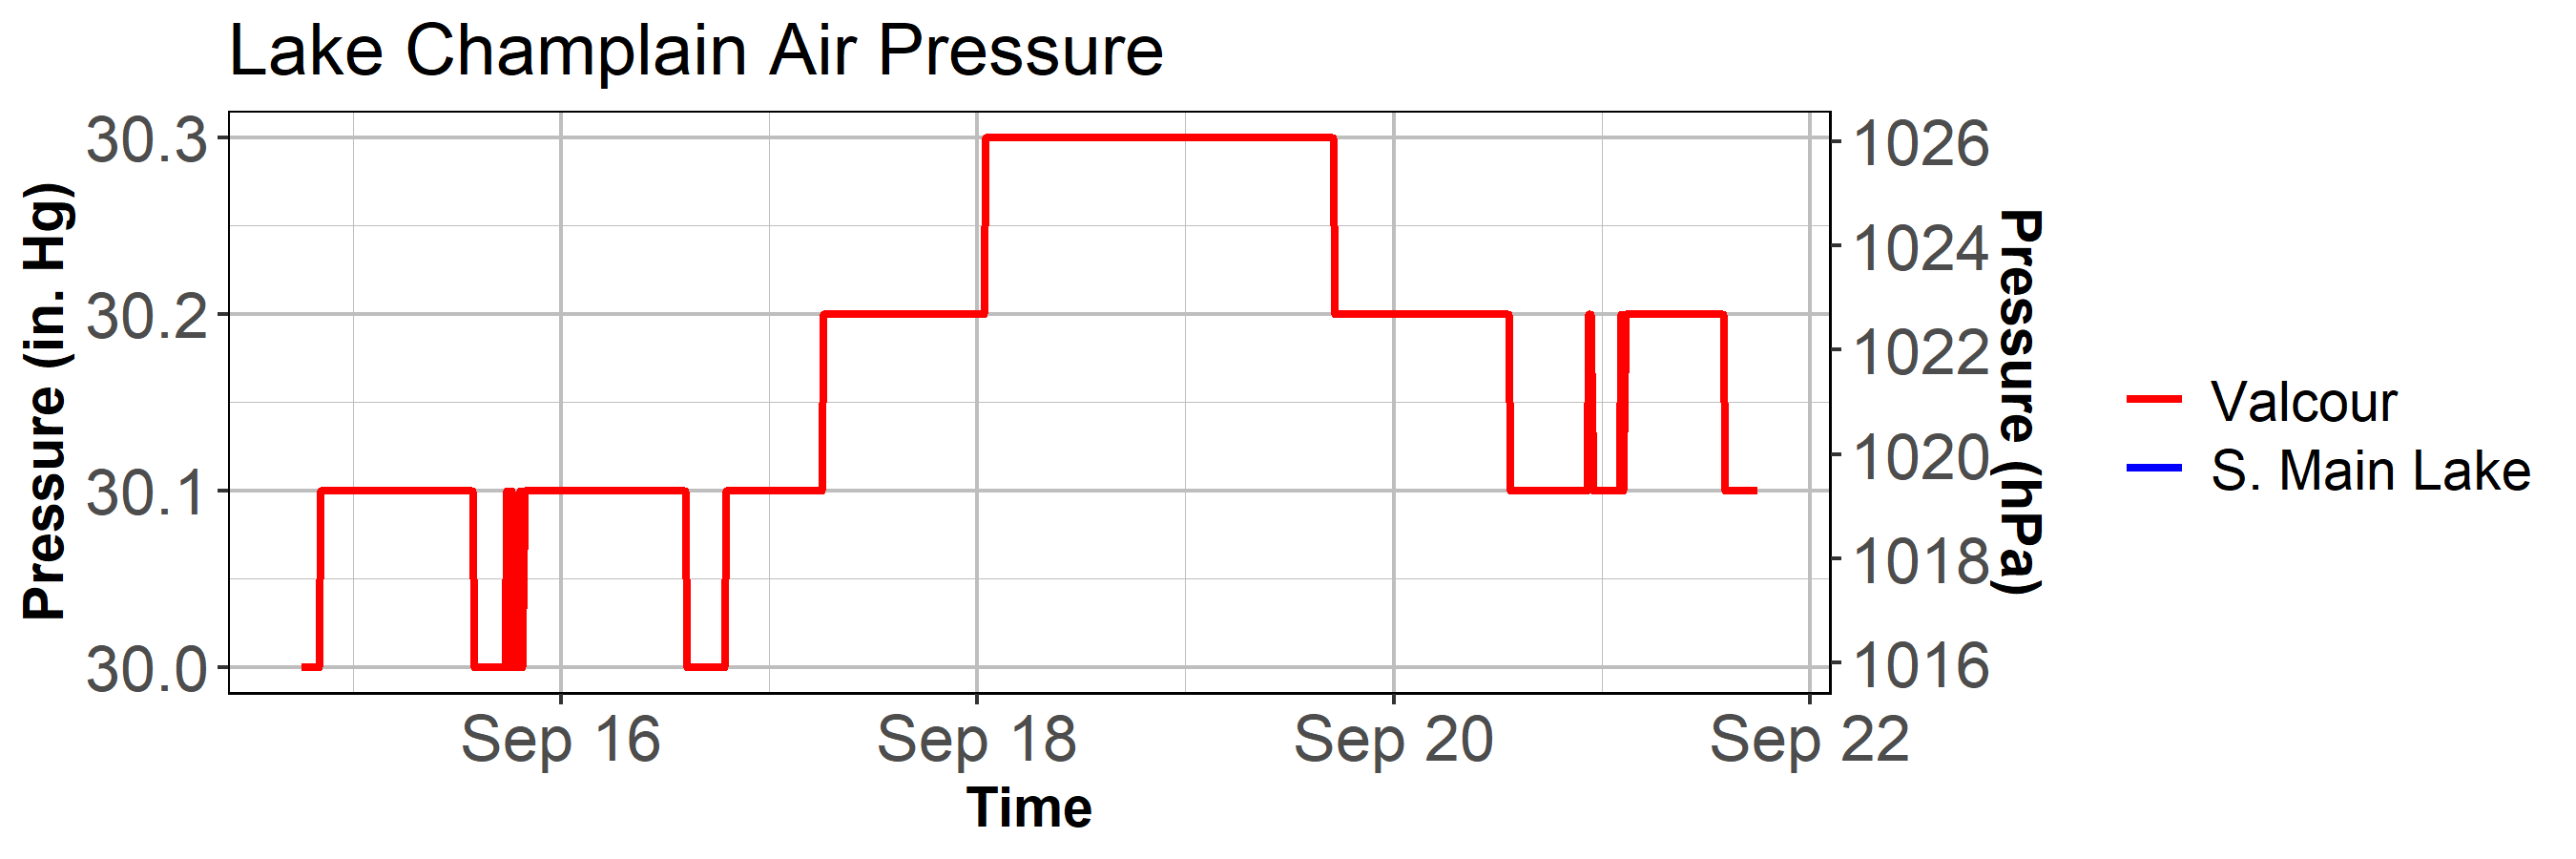 Lake Champlain Air Pressure
Pressure (in. Hg)
30.3
30.2
30.1
30.0
1026
1024
1022
1020
1018
1016
Pressure (hPa)
Sep 16 Sep 18 Sep 20 Sep 22
Time
Valcour
S. Main Lake